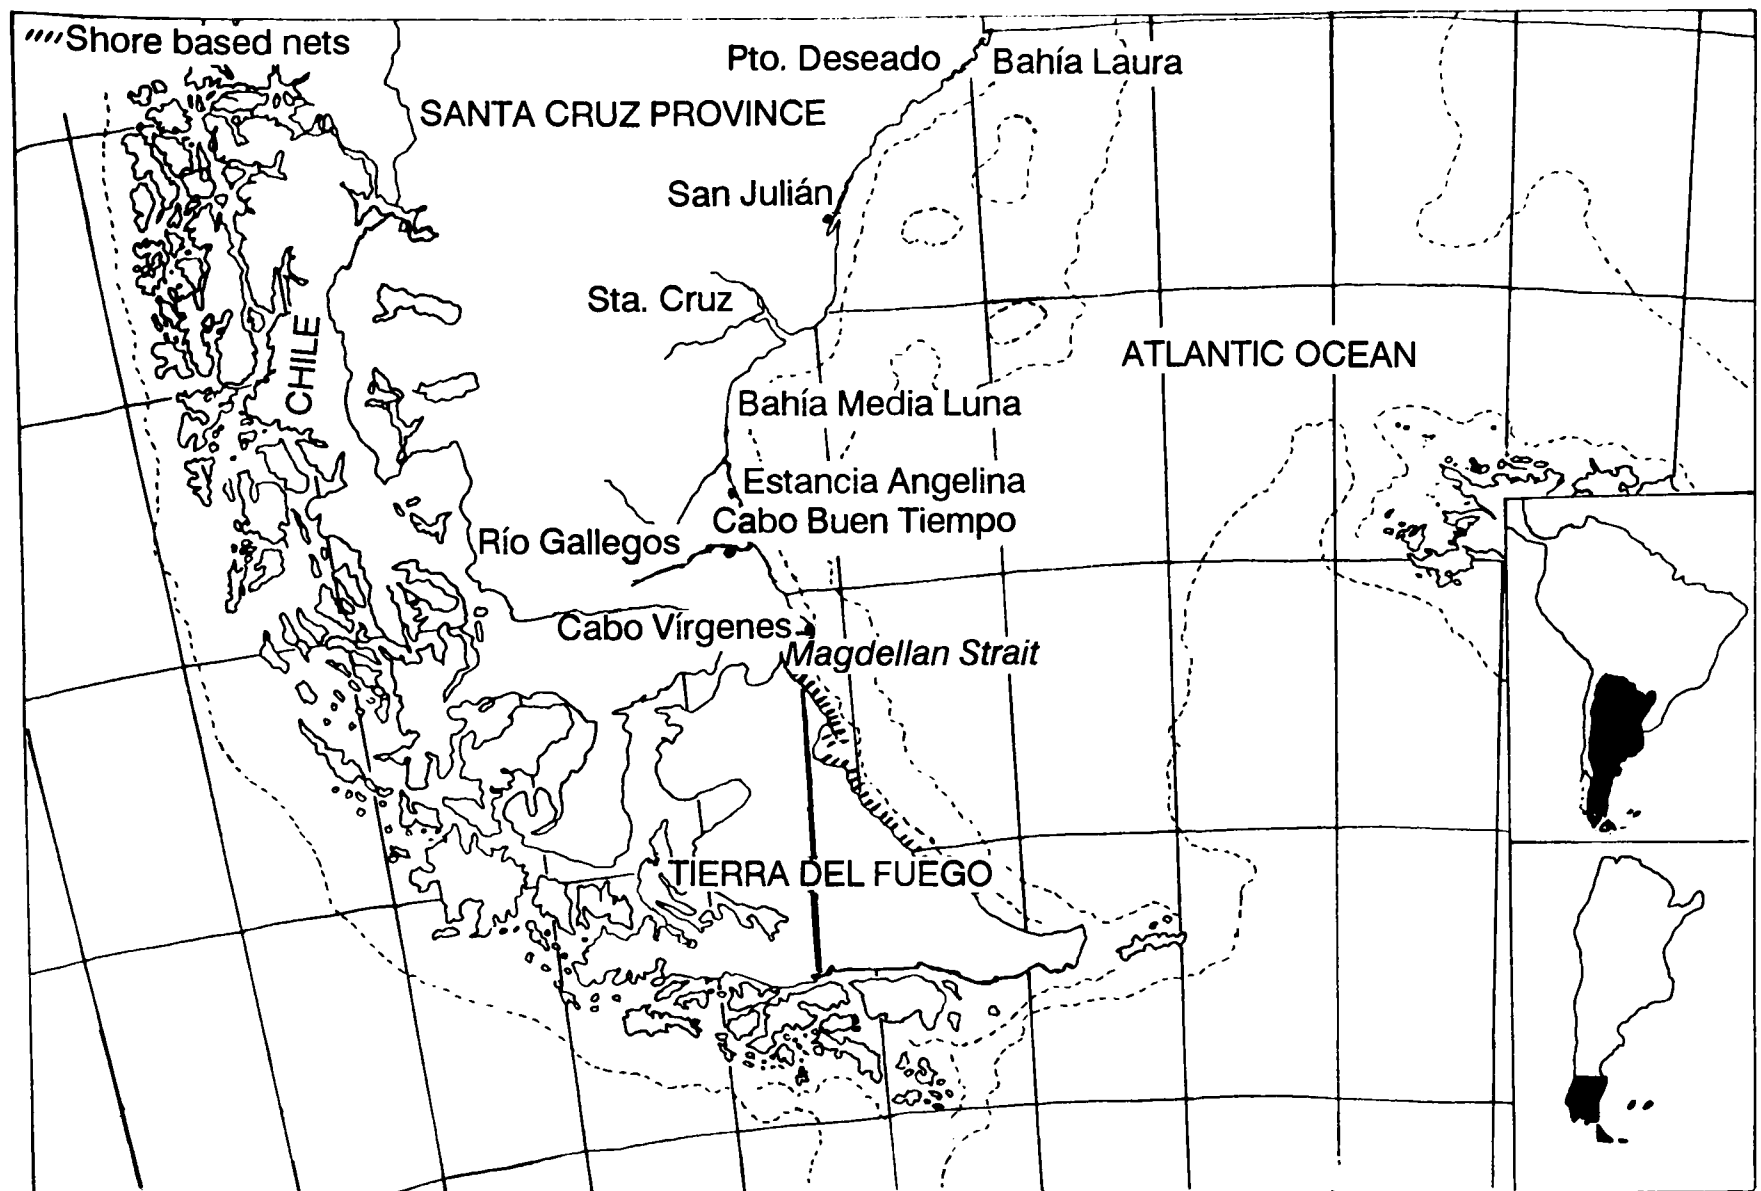 Shore based nets
Pto. Deseado
Bahía Laura
SANTA CRUZ PROVINCE
San Julián
Sta. Cruz
CHILE
ATLANTIC OCEAN
Bahía Media Luna
Estancia Angelina
Cabo Buen Tiempo
Río Gallegos
Cabo Vírgenes
Magdellan Strait
TIERRA DEL FUEGO